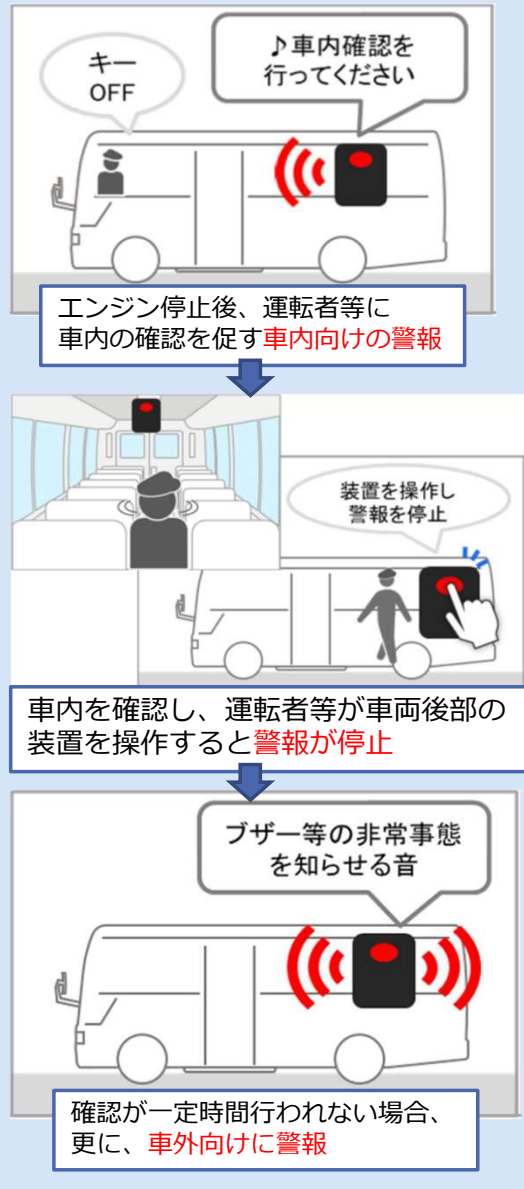 キー
OFF
♪車内確認を
行ってください
エンジン停止後、運転者等に
車内の確認を促す車内向けの警報
装置を操作し
警報を停止
車内を確認し、運転者等が車両後部の
装置を操作すると警報が停止
ブザー等の非常事態
を知らせる音
確認が一定時間行われない場合、
更に、車外向けに警報